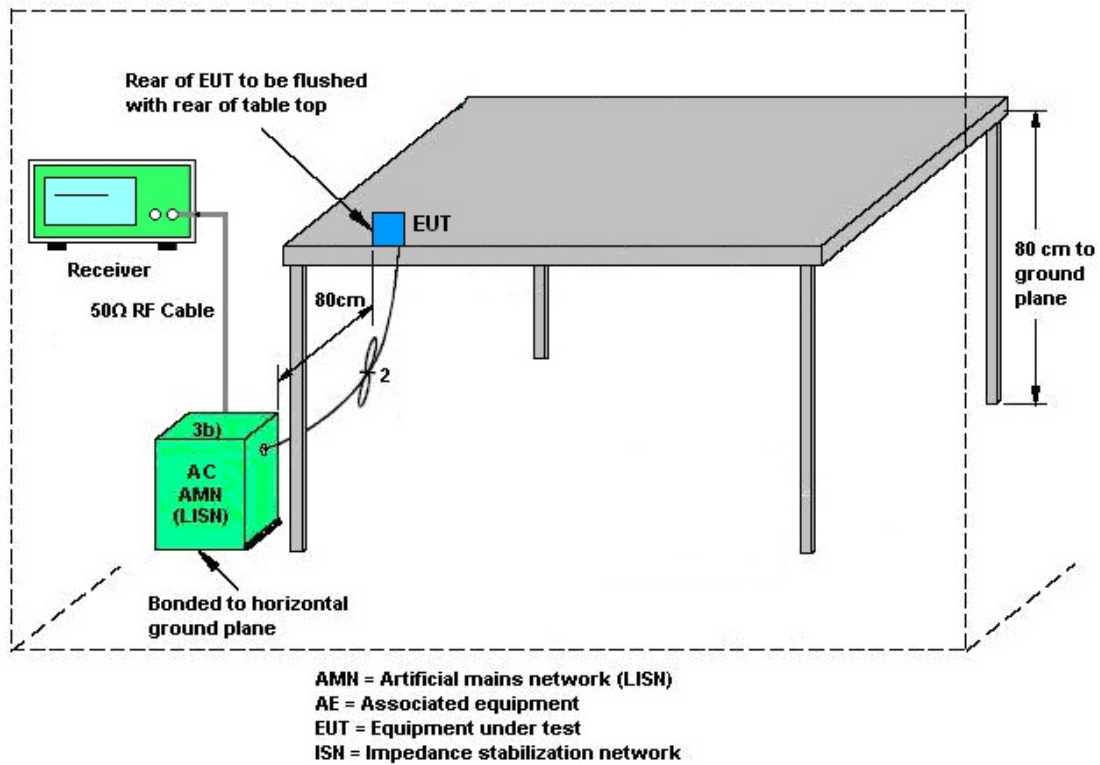 Rear of EUT to be flushed
with rear of table top
EUT
Receiver
50Ω RF Cable
80cm
2
80 cm to
ground
plane
3b)
AC
AMN
(LISN)
Bonded to horizontal
ground plane
AMN = Artificial mains network (LISN)
AE = Associated equipment
EUT = Equipment under test
ISN = Impedance stabilization network